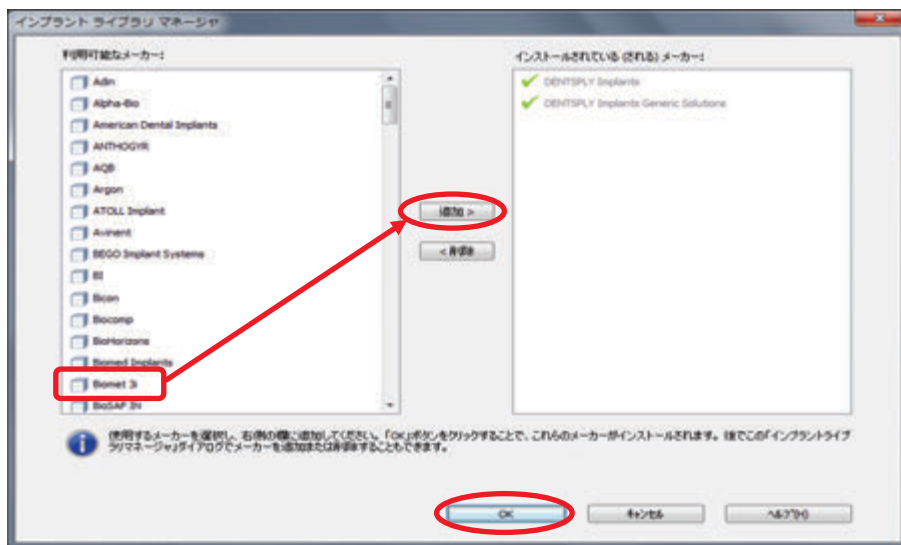 インプラント ライブラリ マネージャ
利用可能なメーカー:
Adin
Alpha-Bio
American Dental Implants
ANTHOGYR
AQB
Argon
ATOLL Implant
Avinent
BEGO Implant Systems
BI
Bicon
Biocomp
BioHorizons
Biomed Implants
Biomet 3i
追加 >
< 削除
インストールされている (される) メーカー:
DENTSPLY Implants
DENTSPLY Implants Generic Solutions
使用するメーカーを選択し、右側の欄に追加してください。「OK」ボタンをクリックすることで、これらのメーカーがインストールされます。後でこの「インプラントライブ
ラリマネージャ」ダイアログでメーカーを追加または削除することもできます。
OK
キャンセル
ヘルプ(H)